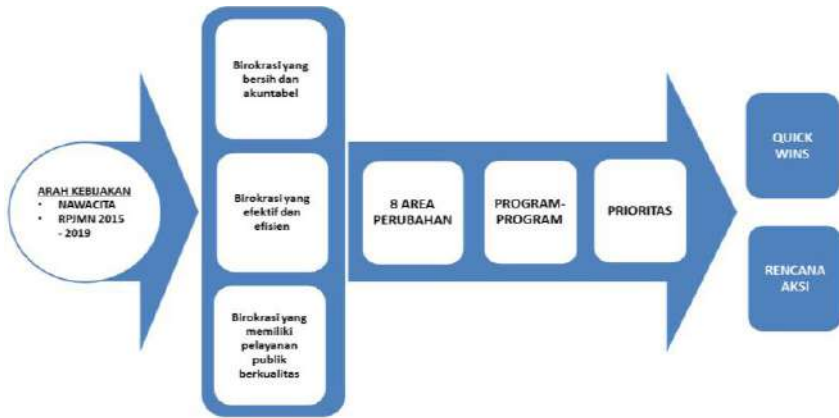 ARAH KEBIJAKAN
• NAWACITA
• RPJMN 2015
- 2019
Birokrasi yang
bersih dan
akuntabel
Birokrasi yang
efektif dan
efisien
Birokrasi yang
memiliki
pelayanan
publik
berkualitas
8 AREA
PERUBAHAN
PROGRAM-
PROGRAM
PRIORITAS
QUICK
WINS
RENCANA
AKSI